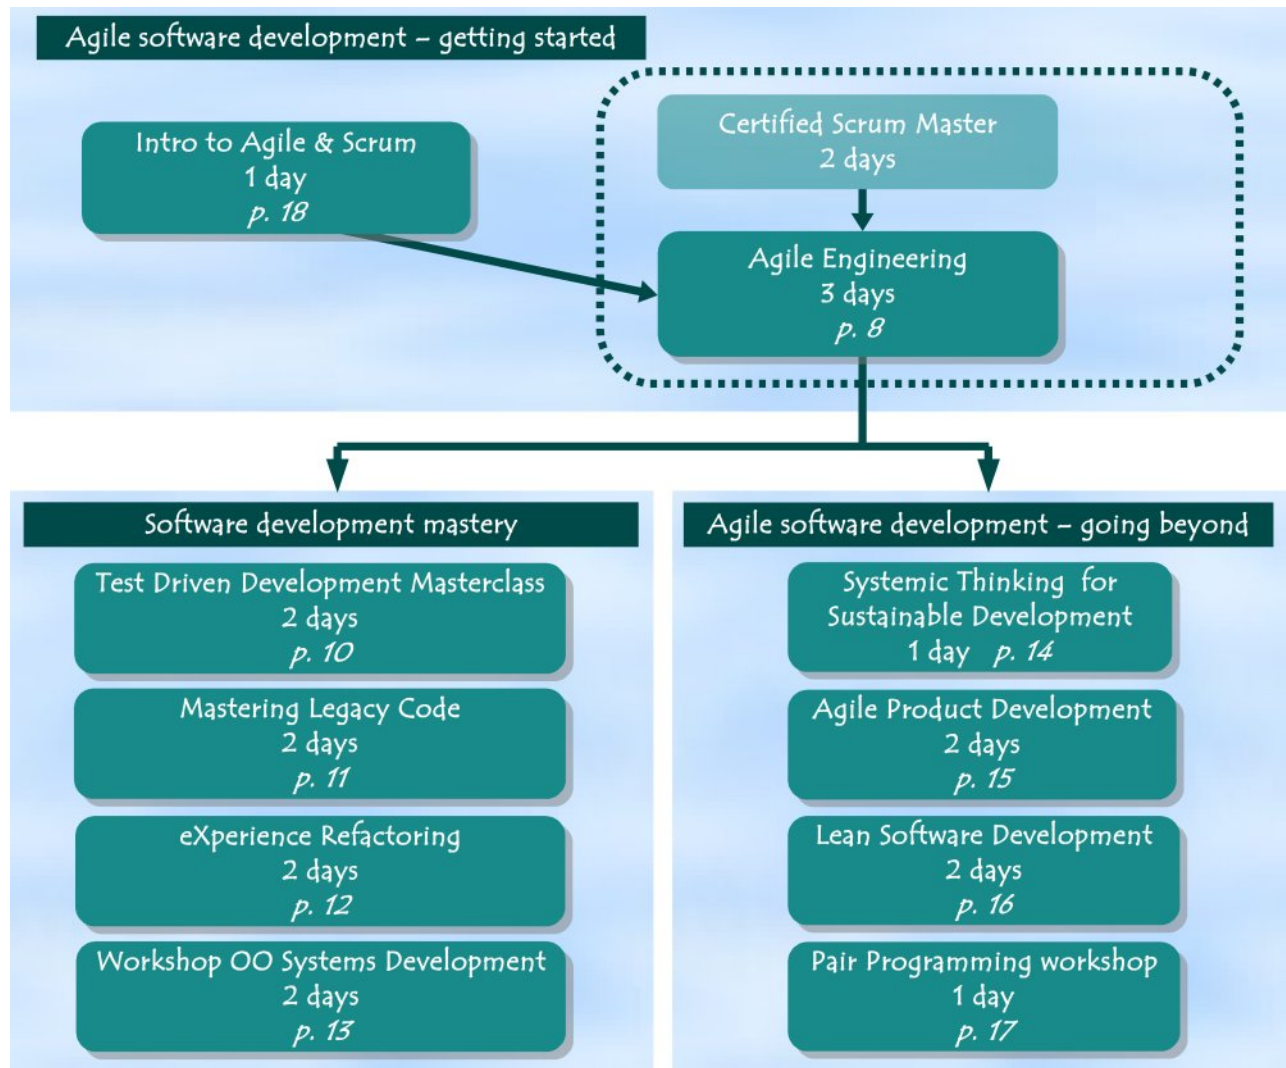 Agile software development – getting started
Intro to Agile & Scrum
1 day
p. 18
Certified Scrum Master
2 days
Agile Engineering
3 days
p. 8
Software development mastery
Test Driven Development Masterclass
2 days
p. 10
Mastering Legacy Code
2 days
p. 11
eXperience Refactoring
2 days
p. 12
Workshop OO Systems Development
2 days
p. 13
Agile software development – going beyond
Systemic Thinking for
Sustainable Development
1 day p. 14
Agile Product Development
2 days
p. 15
Lean Software Development
2 days
p. 16
Pair Programming workshop
1 day
p. 17